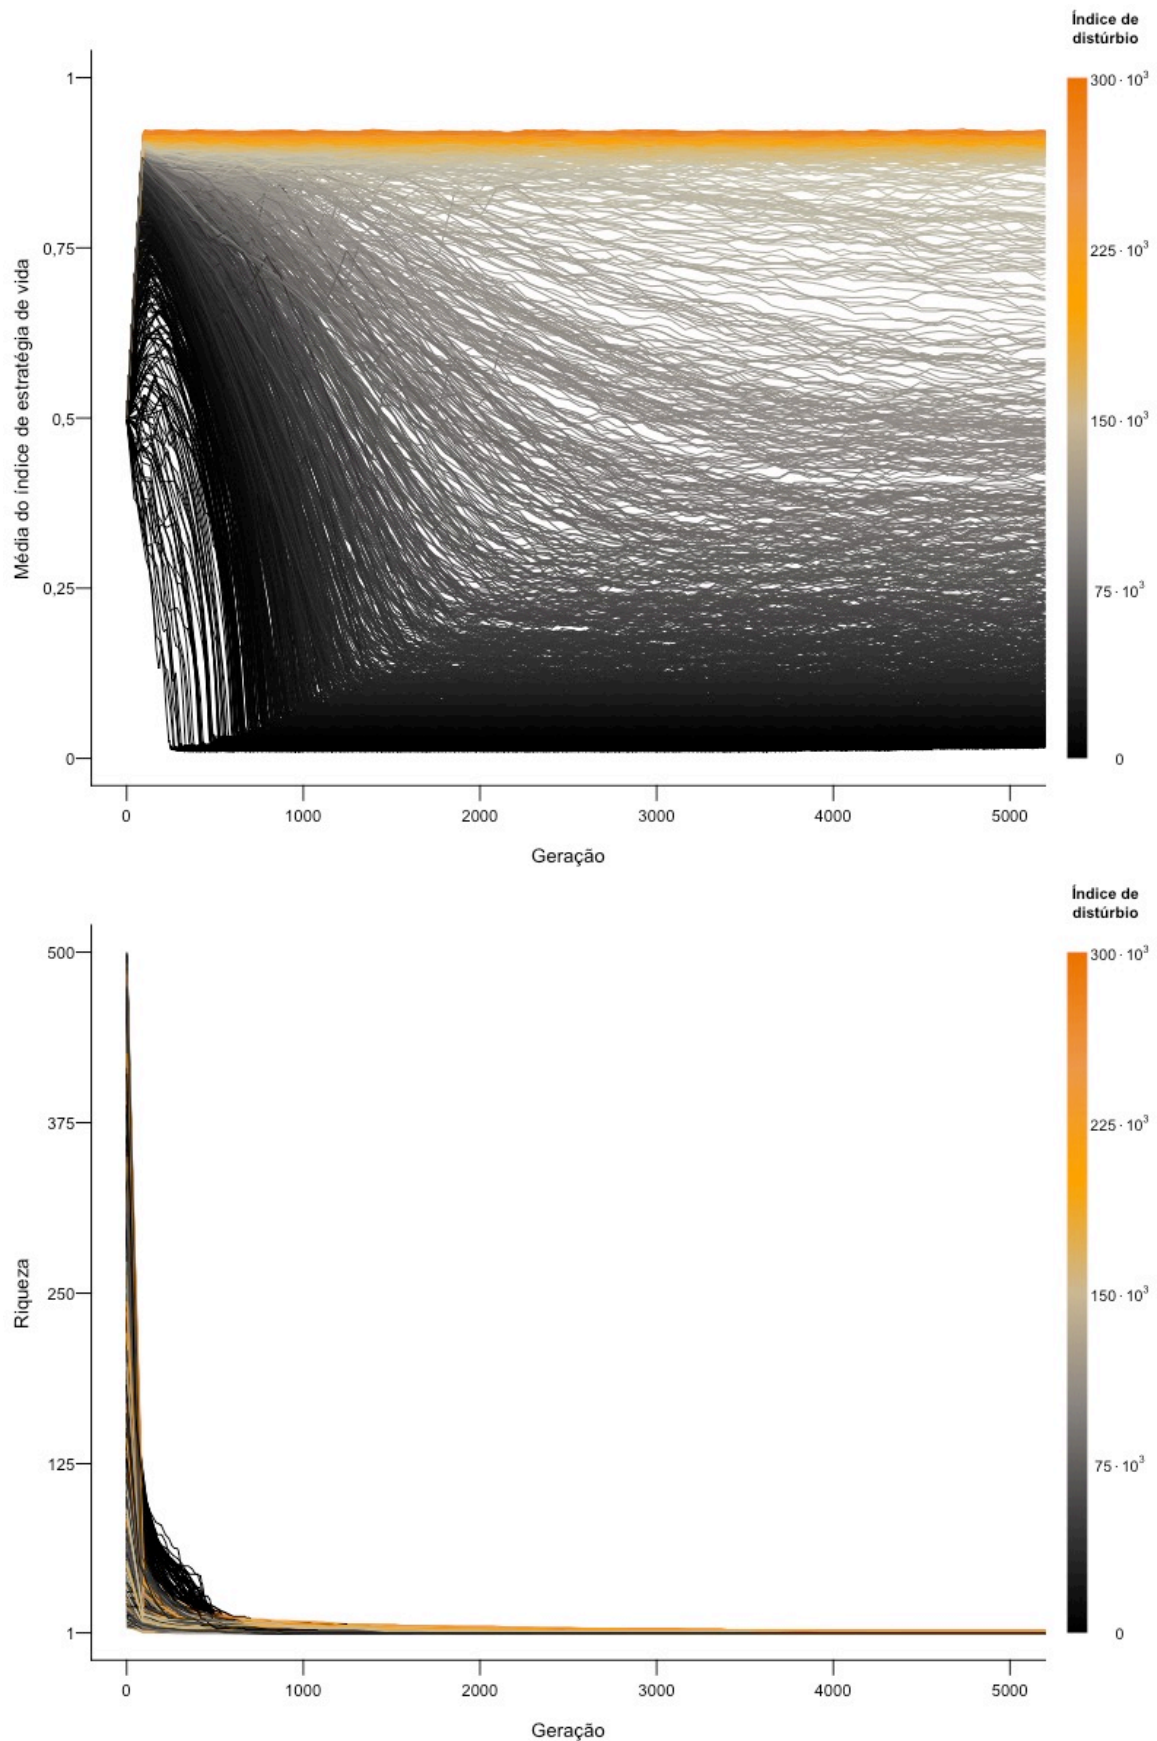 Índice de
distúrbio
1
0,75
0,5
0,25
0
Média do índice de estratégia de vida
300 · 10³
225 · 10³
150 · 10³
75 · 10³
0
0 1000 2000 3000 4000 5000
Geração
Índice de
distúrbio
500
375
250
125
1
Riqueza
300 · 10³
225 · 10³
150 · 10³
75 · 10³
0
0 1000 2000 3000 4000 5000
Geração